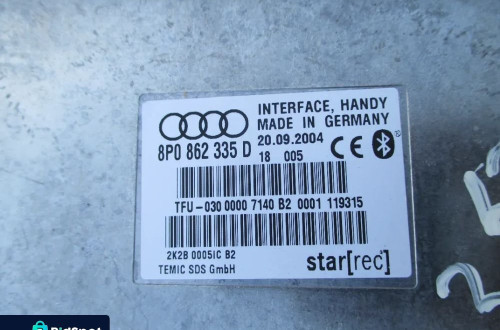 INTERFACE, HANDY
MADE IN GERMANY
20.09.2004
8P0 862 335 D
18 005
CE
TFU-030 0000 7140 B2 0001 119315
2K2B 0005IC B2
TEMIC SDS GmbH
star[rec]
BidSpot